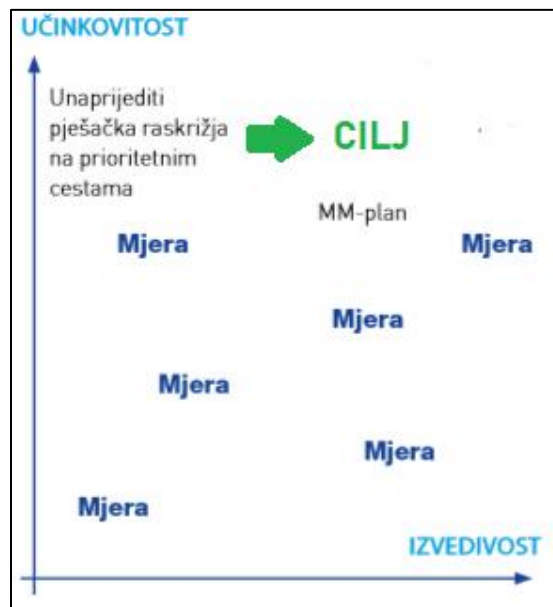 UČINKOVITOST
Unaprijediti
pješačka raskrižja
na prioritetnim
cestama
CILJ
MM-plan
Mjera
Mjera
Mjera
Mjera
Mjera
Mjera
IZVEDIVOST